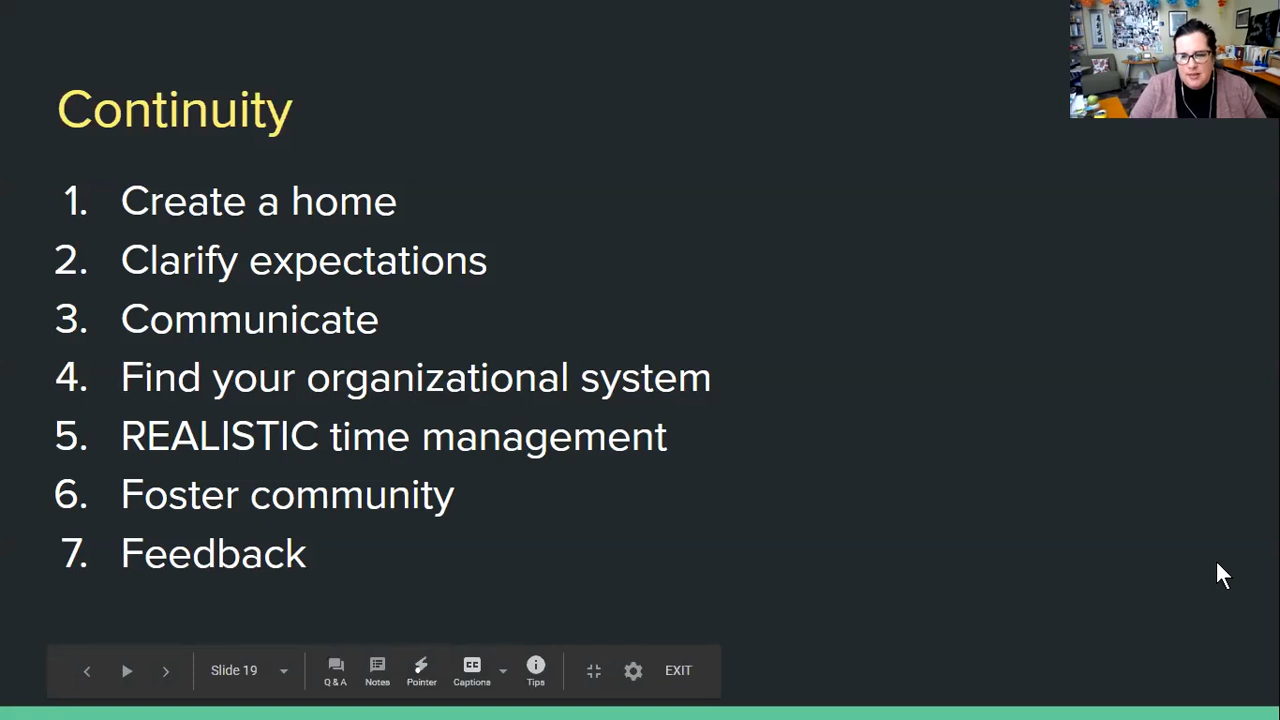 Continuity
1. Create a home
2. Clarify expectations
3. Communicate
4. Find your organizational system
5. REALISTIC time management
6. Foster community
7. Feedback
Slide 19
Q & A
Notes
Pointer
CC
Captions
Tips
EXIT